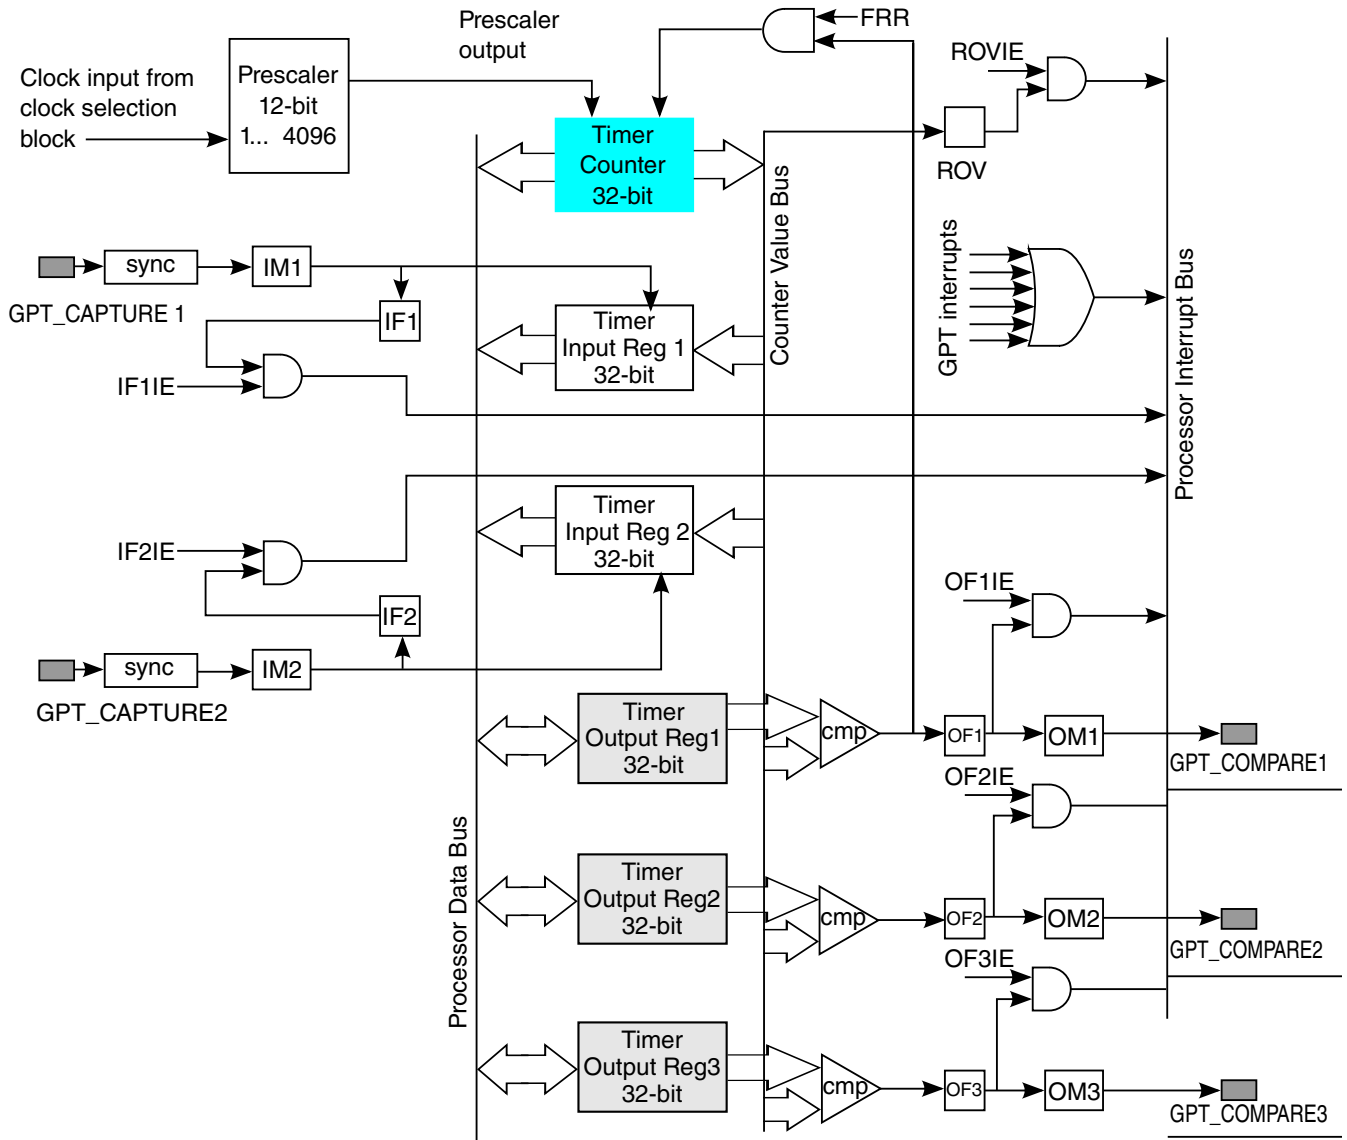 Prescaler
output
FRR
ROVIE
Clock input from
clock selection
block
Prescaler
12-bit
1... 4096
Timer
Counter
32-bit
ROV
Counter Value Bus
sync
IM1
GPT_CAPTURE 1
IF1
Timer
Input Reg 1
32-bit
GPT interrupts
Processor Interrupt Bus
IF1IE
Timer
Input Reg 2
32-bit
IF2IE
IF2
OF1IE
sync
IM2
GPT_CAPTURE2
Timer
Output Reg1
32-bit
cmp
OF1
OM1
GPT_COMPARE1
OF2IE
Processor Data Bus
Timer
Output Reg2
32-bit
cmp
OF2
OM2
GPT_COMPARE2
OF3IE
Timer
Output Reg3
32-bit
cmp
OF3
OM3
GPT_COMPARE3